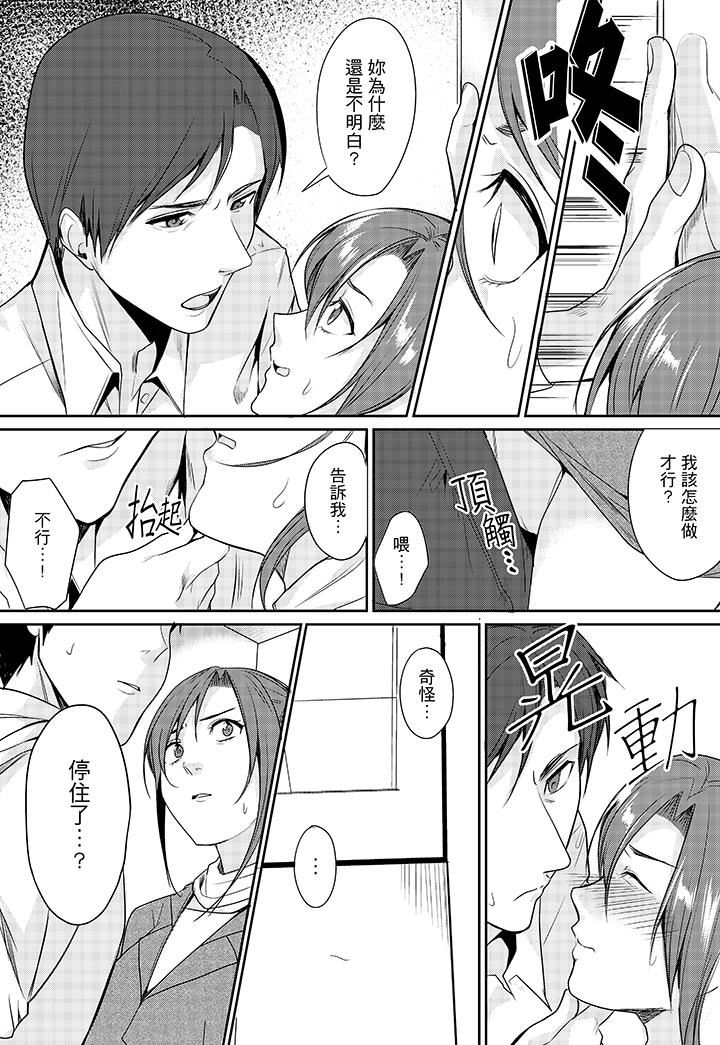 咚
妳為什麼
還是不明白？
我該怎麼做
才行？
頂觸…
喂…！
告訴我…
抬起
不行…！
晃動
奇怪…
…
停住了…？